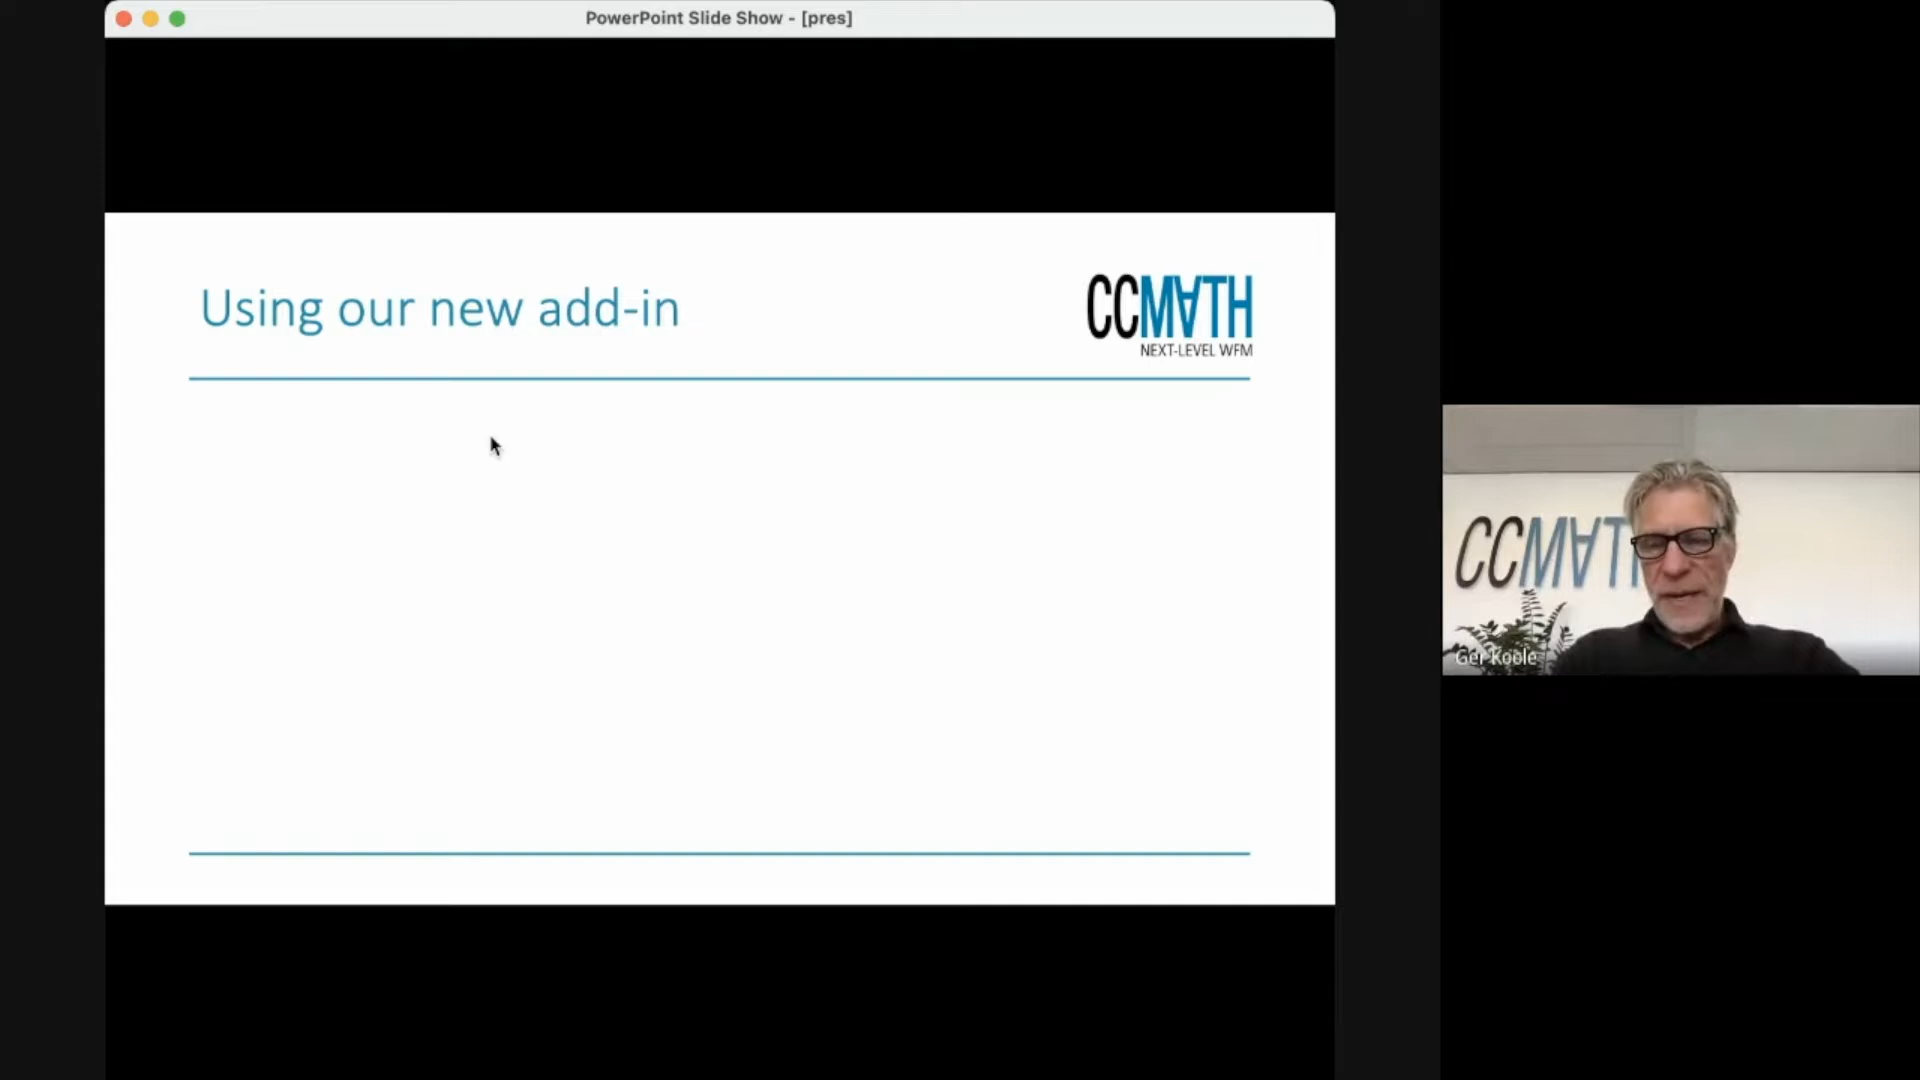 PowerPoint Slide Show - [pres]
Using our new add-in
CCMATH
NEXT-LEVEL WFM
CCMATH
Ger Koole